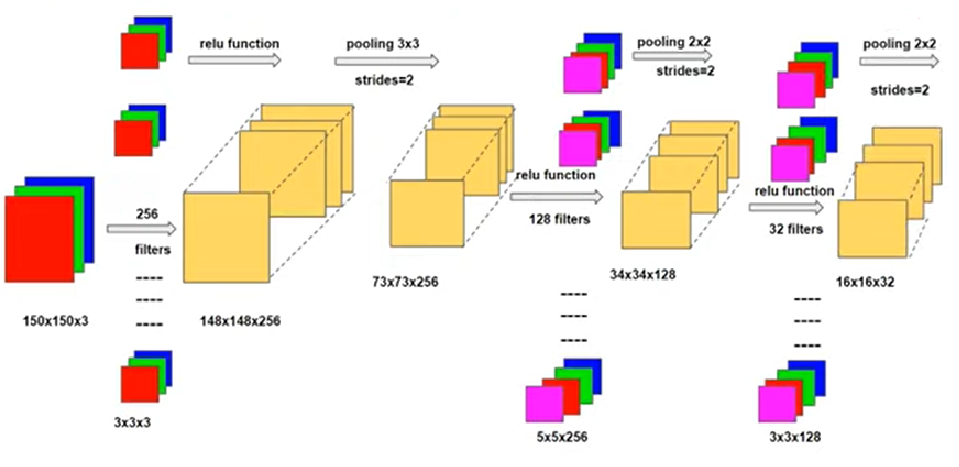 relu function
pooling 3x3
strides=2
pooling 2x2
strides=2
pooling 2x2
strides=2
256
filters
relu function
128 filters
relu function
32 filters
----
----
----
150x150x3
148x148x256
73x73x256
34x34x128
16x16x32
----
----
----
----
----
----
3x3x3
5x5x256
3x3x128